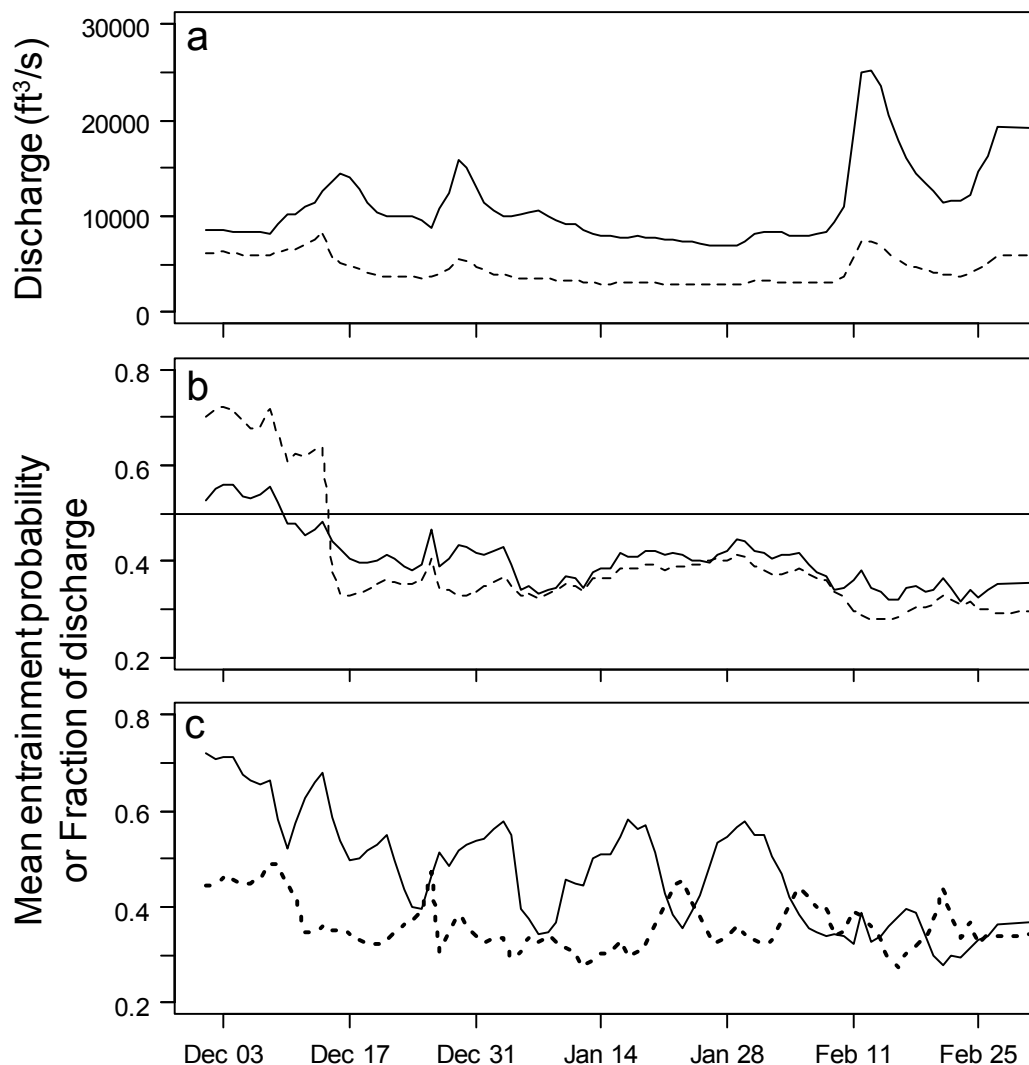 a
Discharge (ft³/s)
30000
20000
10000
0
b
0.8
0.6
0.4
0.2
Mean entrainment probability
or Fraction of discharge
c
0.8
0.6
0.4
0.2
Dec 03 Dec 17 Dec 31 Jan 14 Jan 28 Feb 11 Feb 25